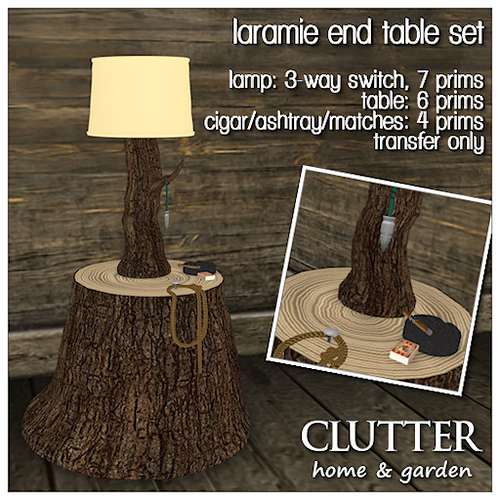 laramie end table set
lamp: 3-way switch, 7 prims
table: 6 prims
cigar/ashtray/matches: 4 prims
transfer only
CLUTTER
home & garden